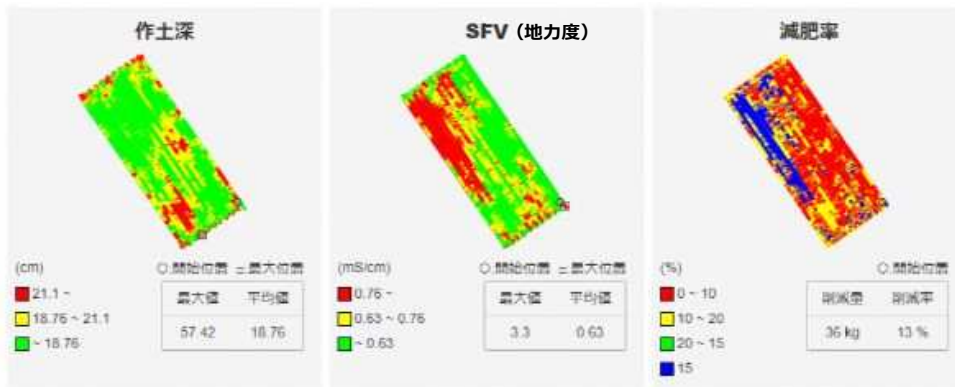 作土深
(cm)
○開始位置 =最大位置
21.1 ~
18.76 ~ 21.1
~ 18.76
最大値 平均値
57.42 18.76
SFV（地力度）
(mS/cm)
○開始位置 =最大位置
0.76 ~
0.63 ~ 0.76
~ 0.63
最大値 平均値
3.3 0.63
減肥率
(%)
○開始位置
0 ~ 10
10 ~ 20
20 ~ 15
15
削減量 削減率
36 kg 13 %